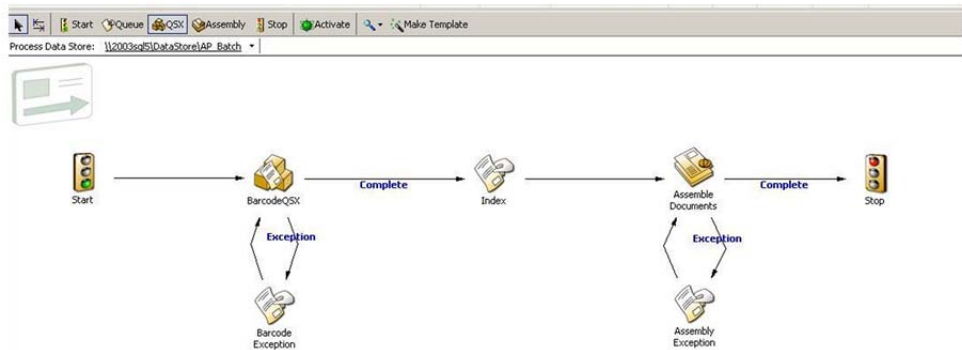 Start Queue QSX Assembly Stop Activate Make Template
Process Data Store: \\2003sql5\DataStore\AP_Batch
Start
BarcodeQSX
Complete
Index
Assemble
Documents
Complete
Stop
Exception
Exception
Barcode
Exception
Assembly
Exception